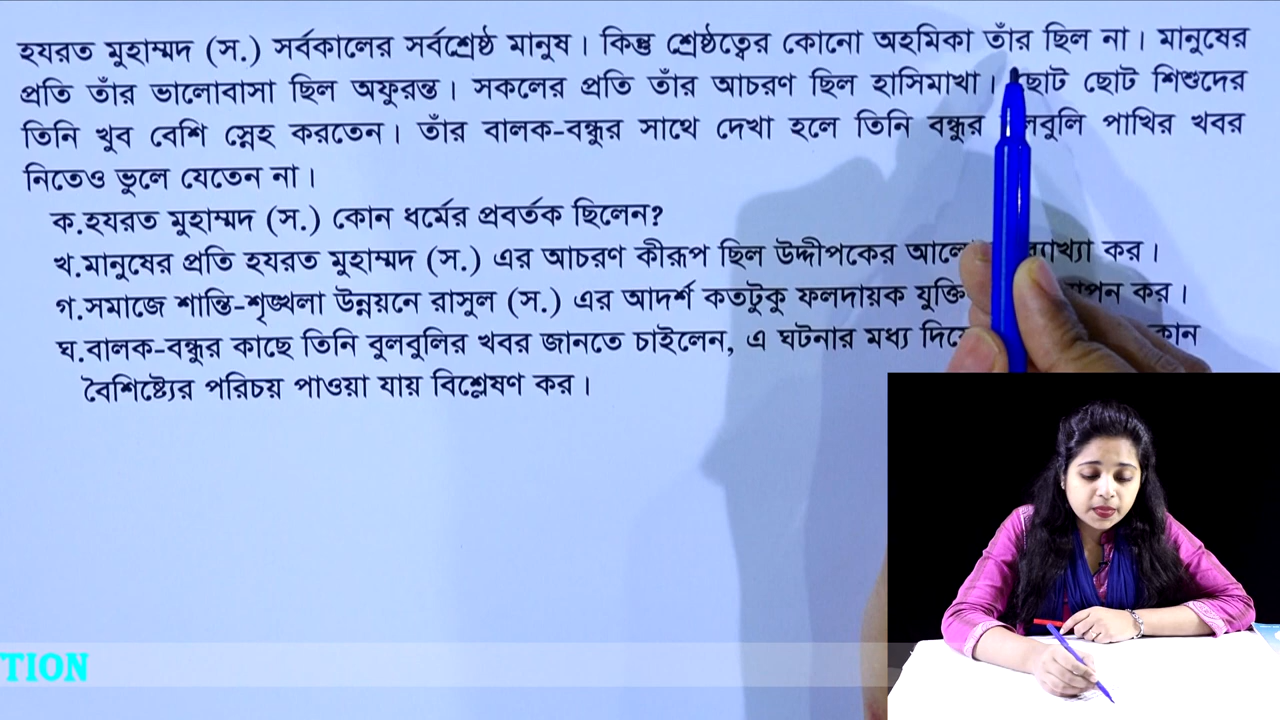 হযরত মুহাম্মদ (স.) সর্বকালের সর্বশ্রেষ্ঠ মানুষ। কিন্তু শ্রেষ্ঠত্বের কোনো অহমিকা তাঁর ছিল না। মানুষের
প্রতি তাঁর ভালোবাসা ছিল অফুরন্ত। সকলের প্রতি তাঁর আচরণ ছিল হাসিমাখা। ছোট ছোট শিশুদের
তিনি খুব বেশি স্নেহ করতেন। তাঁর বালক-বন্ধুর সাথে দেখা হলে তিনি বন্ধুর পাখির খবর
নিতেও ভুলে যেতেন না।
ক.হযরত মুহাম্মদ (স.) কোন ধর্মের প্রবর্তক ছিলেন?
খ.মানুষের প্রতি হযরত মুহাম্মদ (স.) এর আচরণ কীরূপ ছিল উদ্দীপকের কর।
গ.সমাজে শান্তি-শৃঙ্খলা উন্নয়নে রাসুল (স.) এর আদর্শ কতটুকু ফলদায়ক কর।
ঘ.বালক-বন্ধুর কাছে তিনি বুলবুলির খবর জানতে চাইলেন, এ ঘটনার মধ্য
বৈশিষ্ট্যের পরিচয় পাওয়া যায় বিশ্লেষণ কর।
TION